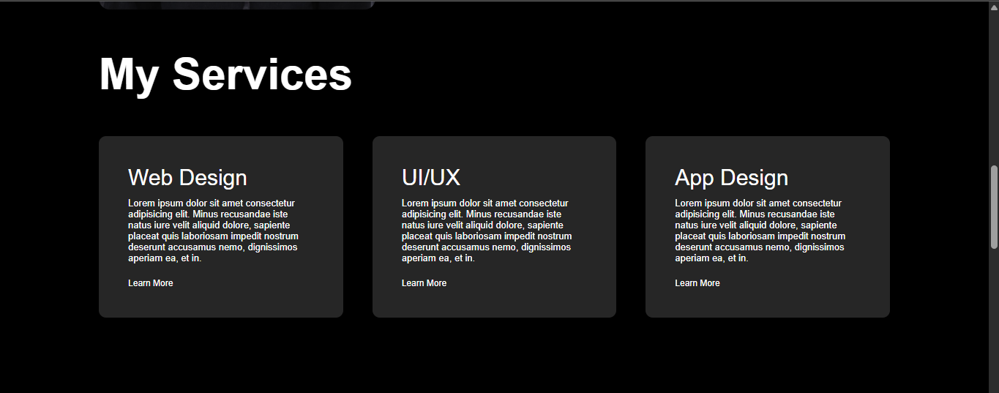 My Services
Web Design
Lorem ipsum dolor sit amet consectetur
adipisicing elit. Minus recusandae iste
natus iure velit aliquid dolore, sapiente
placeat quis laboriosam impedit nostrum
deserunt accusamus nemo, dignissimos
aperiam ea, et in.
Learn More
UI/UX
Lorem ipsum dolor sit amet consectetur
adipisicing elit. Minus recusandae iste
natus iure velit aliquid dolore, sapiente
placeat quis laboriosam impedit nostrum
deserunt accusamus nemo, dignissimos
aperiam ea, et in.
Learn More
App Design
Lorem ipsum dolor sit amet consectetur
adipisicing elit. Minus recusandae iste
natus iure velit aliquid dolore, sapiente
placeat quis laboriosam impedit nostrum
deserunt accusamus nemo, dignissimos
aperiam ea, et in.
Learn More